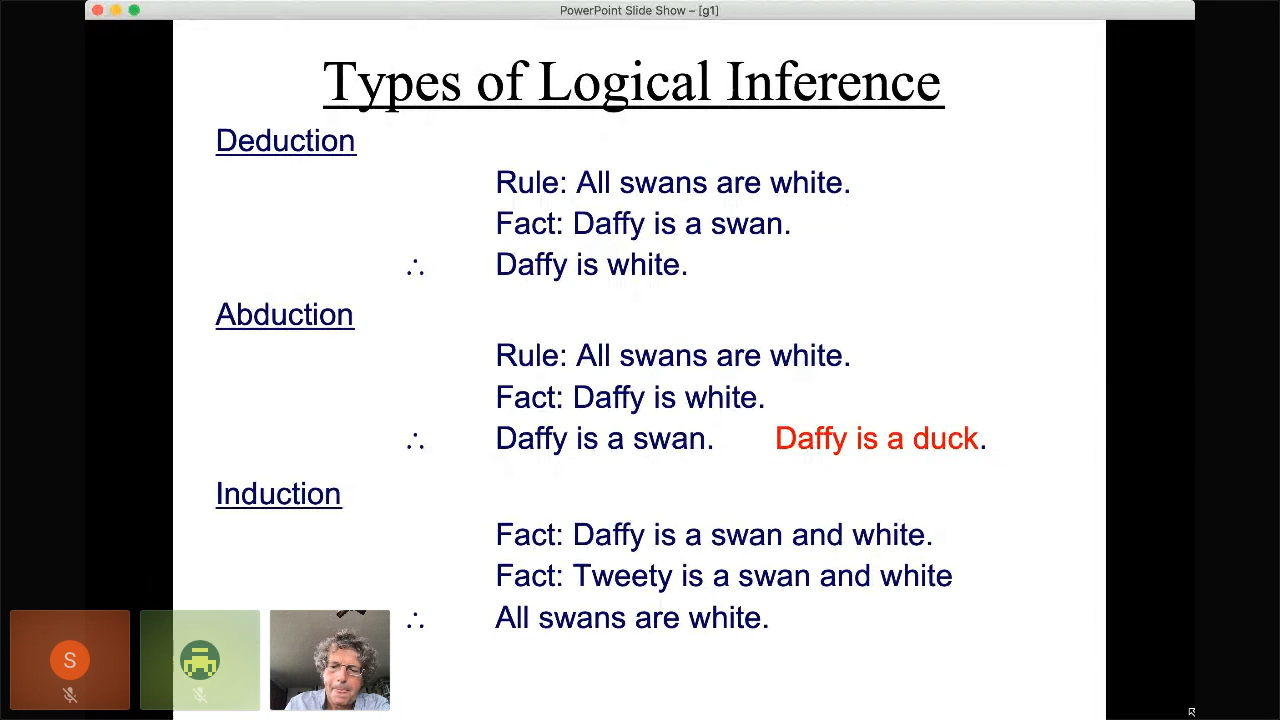 PowerPoint Slide Show – [g1]
Types of Logical Inference
Deduction
Rule: All swans are white.
Fact: Daffy is a swan.
∴ Daffy is white.
Abduction
Rule: All swans are white.
Fact: Daffy is white.
∴ Daffy is a swan. Daffy is a duck.
Induction
Fact: Daffy is a swan and white.
Fact: Tweety is a swan and white
∴ All swans are white.
S